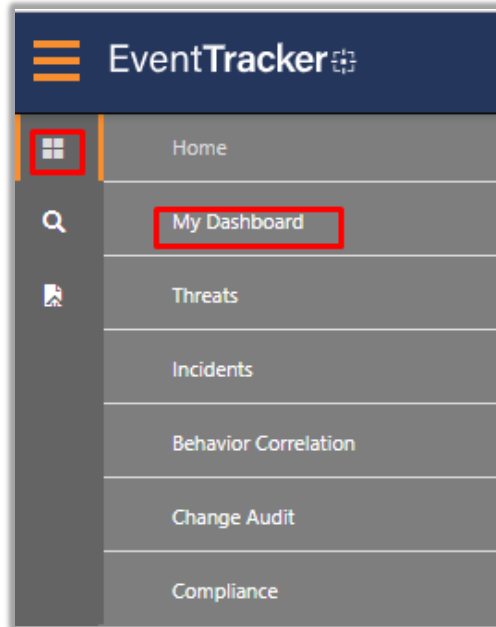 EventTracker
Home
My Dashboard
Threats
Incidents
Behavior Correlation
Change Audit
Compliance